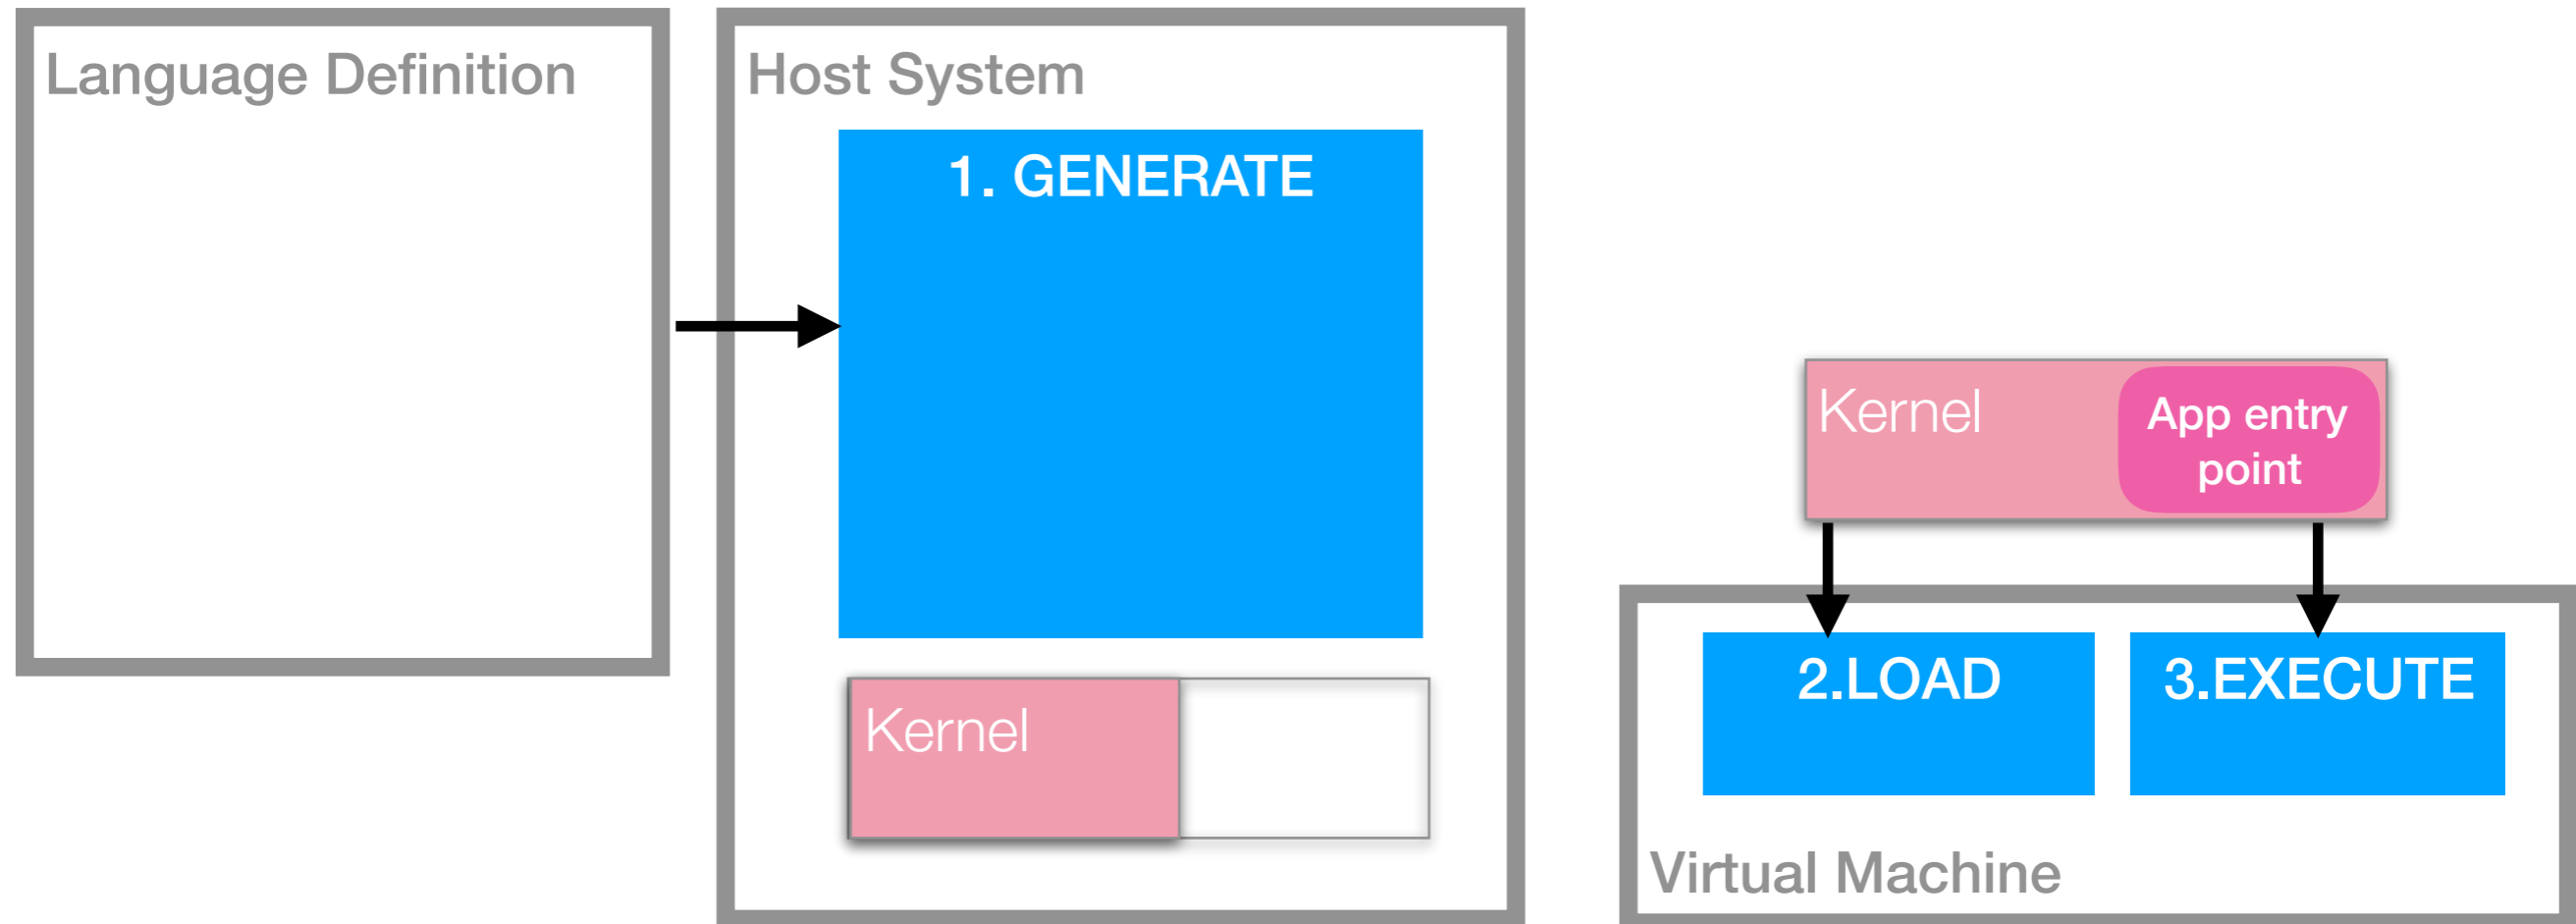 Language Definition
Host System
1. GENERATE
Kernel
Kernel
App entry
point
2.LOAD
3.EXECUTE
Virtual Machine